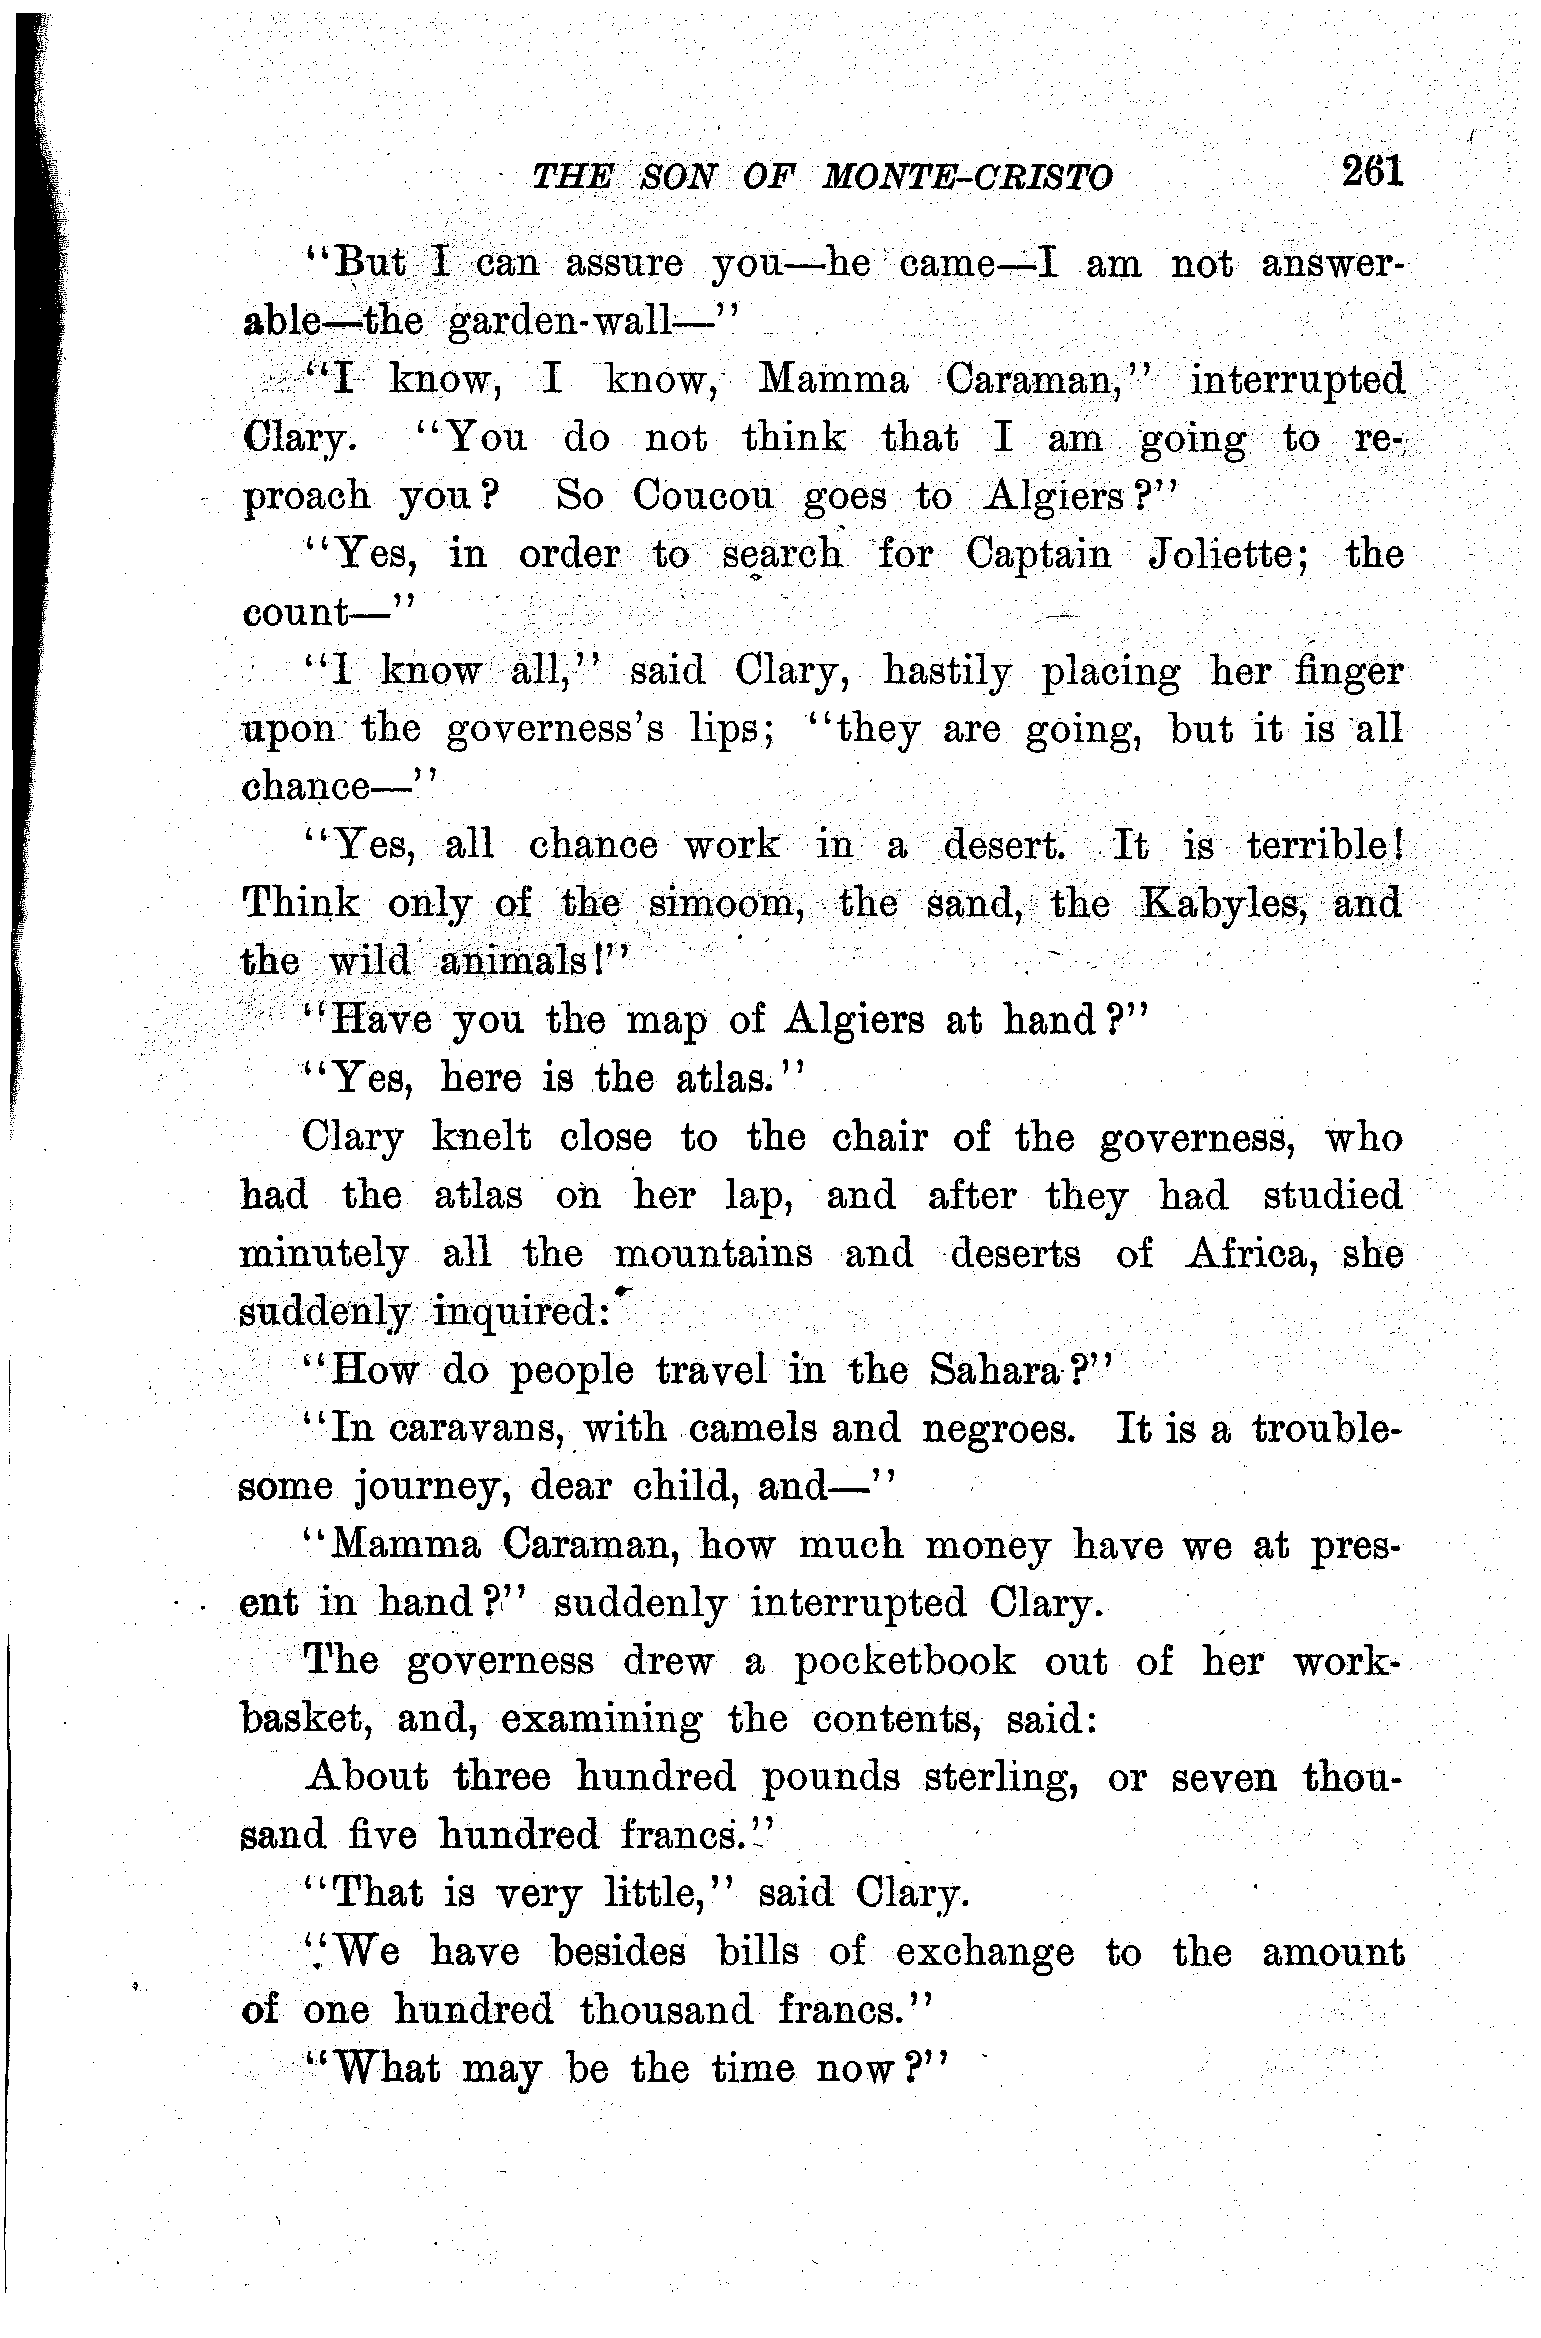 THE SON OF MONTE-CRISTO 261
"But I can assure you—he came—I am not answer-
able—the garden-wall—"
"I know, I know, Mamma Caraman," interrupted
Clary. "You do not think that I am going to re-
proach you? So Coucou goes to Algiers?"
"Yes, in order to search for Captain Joliette; the
count—"
"I know all," said Clary, hastily placing her finger
upon the governess's lips; "they are going, but it is all
chance—"
"Yes, all chance work in a desert. It is terrible!
Think only of the simoom, the sand, the Kabyles, and
the wild animals!"
"Have you the map of Algiers at hand?"
"Yes, here is the atlas."
Clary knelt close to the chair of the governess, who
had the atlas on her lap, and after they had studied
minutely all the mountains and deserts of Africa, she
suddenly inquired:
"How do people travel in the Sahara?"
"In caravans, with camels and negroes. It is a trouble-
some journey, dear child, and—"
"Mamma Caraman, how much money have we at pres-
ent in hand?" suddenly interrupted Clary.
The governess drew a pocketbook out of her work-
basket, and, examining the contents, said:
About three hundred pounds sterling, or seven thou-
sand five hundred francs."
"That is very little," said Clary.
"We have besides bills of exchange to the amount
of one hundred thousand francs."
"What may be the time now?"